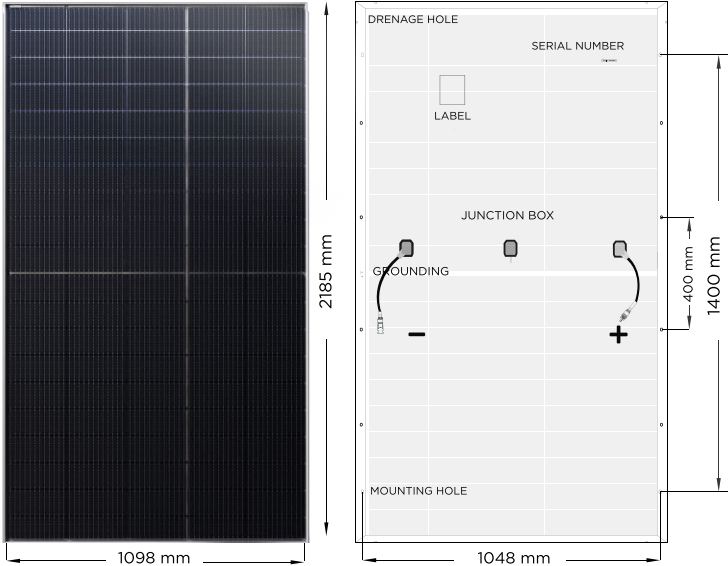 DRENAGE HOLE
SERIAL NUMBER
LABEL
JUNCTION BOX
GROUNDING
MOUNTING HOLE
2185 mm
400 mm
1400 mm
1098 mm
1048 mm
− +